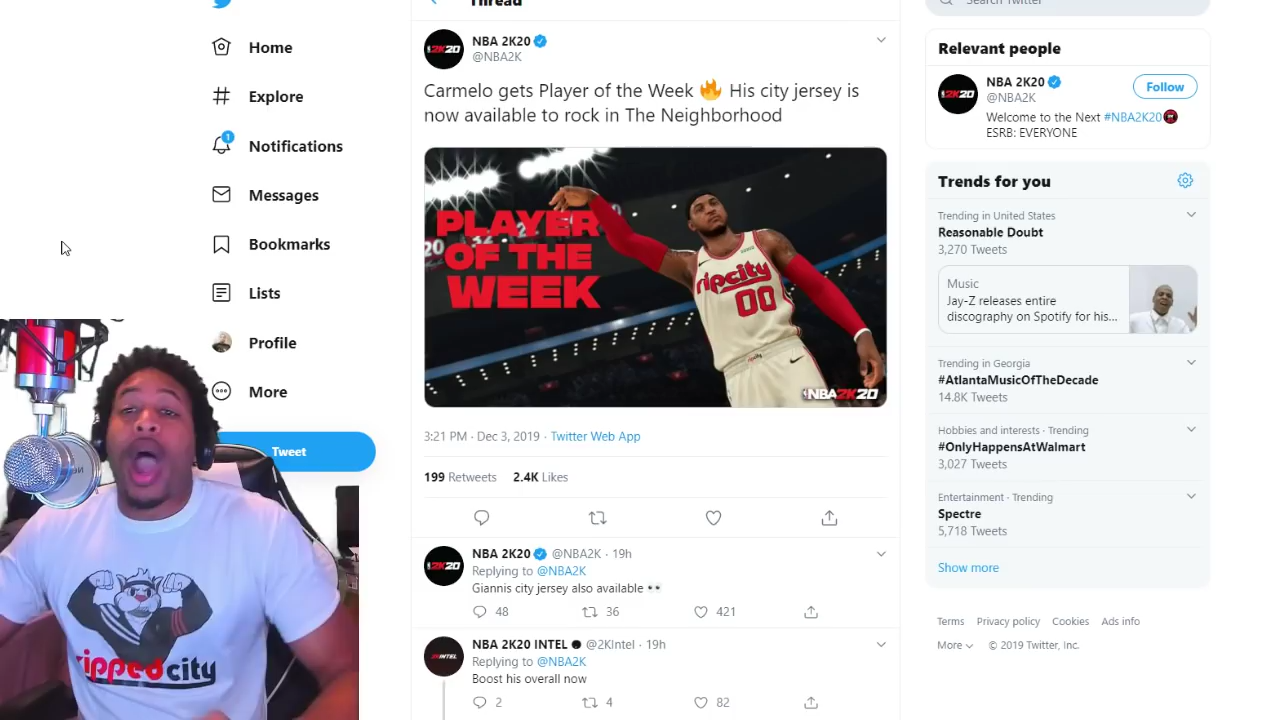 Thread
Search Twitter
Home
Explore
1
Notifications
Messages
Bookmarks
Lists
Profile
More
Tweet
2K20
NBA 2K20
@NBA2K
Carmelo gets Player of the Week 🔥 His city jersey is
now available to rock in The Neighborhood
PLAYER
OF THE
WEEK
ripcity
00
NBA2K20
3:21 PM · Dec 3, 2019 · Twitter Web App
199 Retweets 2.4K Likes
2K20
NBA 2K20 @NBA2K · 19h
Replying to @NBA2K
Giannis city jersey also available 👀
48 36 421
2KINTEL
NBA 2K20 INTEL @2KIntel · 19h
Replying to @NBA2K
Boost his overall now
2 4 82
Relevant people
2K20
NBA 2K20
@NBA2K
Follow
Welcome to the Next #NBA2K20
ESRB: EVERYONE
Trends for you
Trending in United States
Reasonable Doubt
3,270 Tweets
Music
Jay-Z releases entire
discography on Spotify for his...
Trending in Georgia
#AtlantaMusicOfTheDecade
14.8K Tweets
Hobbies and interests · Trending
#OnlyHappensAtWalmart
3,027 Tweets
Entertainment · Trending
Spectre
5,718 Tweets
Show more
Terms Privacy policy Cookies Ads info
More © 2019 Twitter, Inc.
rippedcity